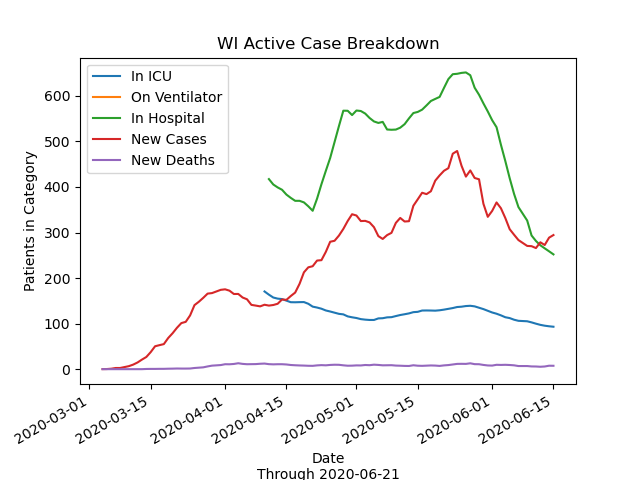 WI Active Case Breakdown
In ICU
On Ventilator
In Hospital
New Cases
New Deaths
Patients in Category
600
500
400
300
200
100
0
2020-03-01
2020-03-15
2020-04-01
2020-04-15
2020-05-01
2020-05-15
2020-06-01
2020-06-15
Date
Through 2020-06-21